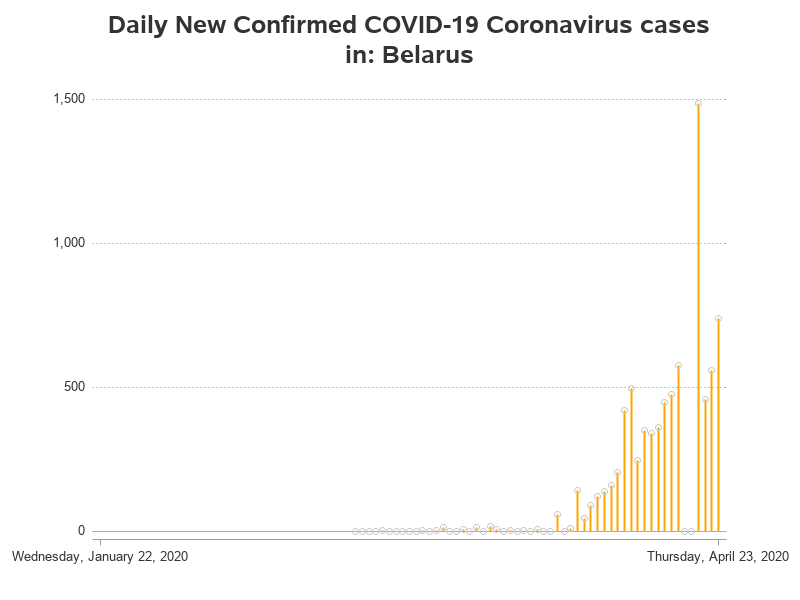 Daily New Confirmed COVID-19 Coronavirus cases
in: Belarus
1,500
1,000
500
0
Wednesday, January 22, 2020
Thursday, April 23, 2020